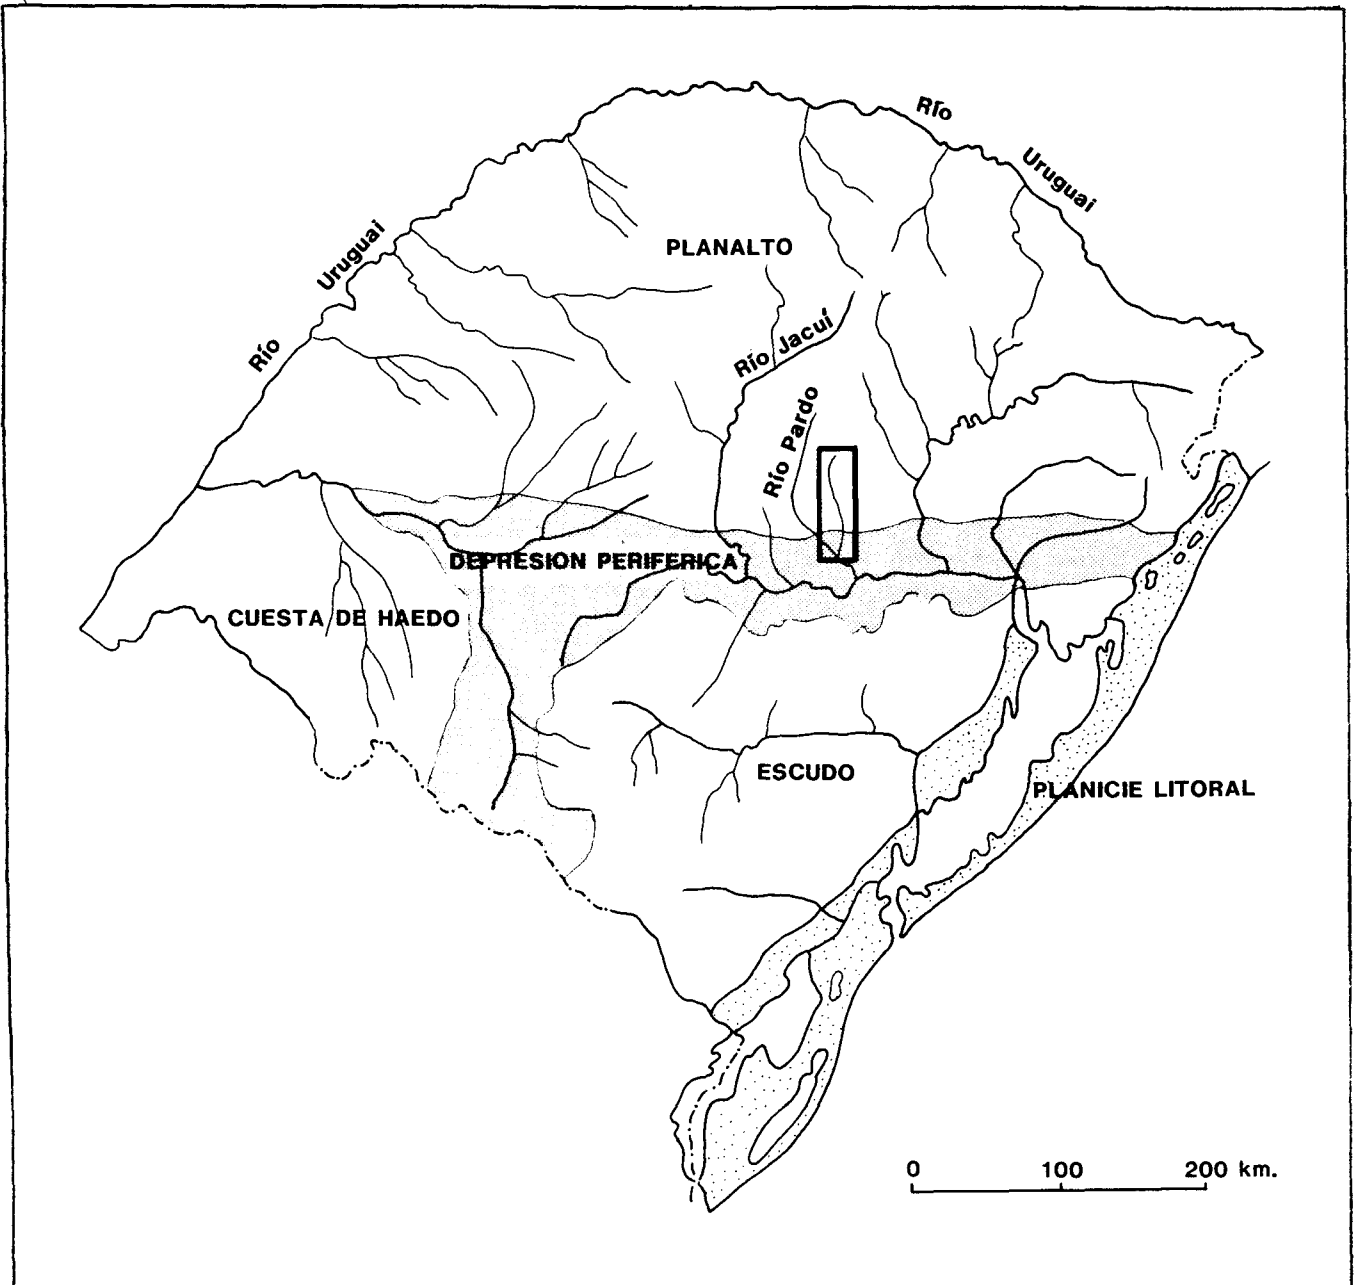 Río
Uruguai
Uruguai
Río
PLANALTO
Río Jacuí
Río Pardo
DEPRESION PERIFERICA
CUESTA DE HAEDO
ESCUDO
PLANICIE LITORAL
0 100 200 km.